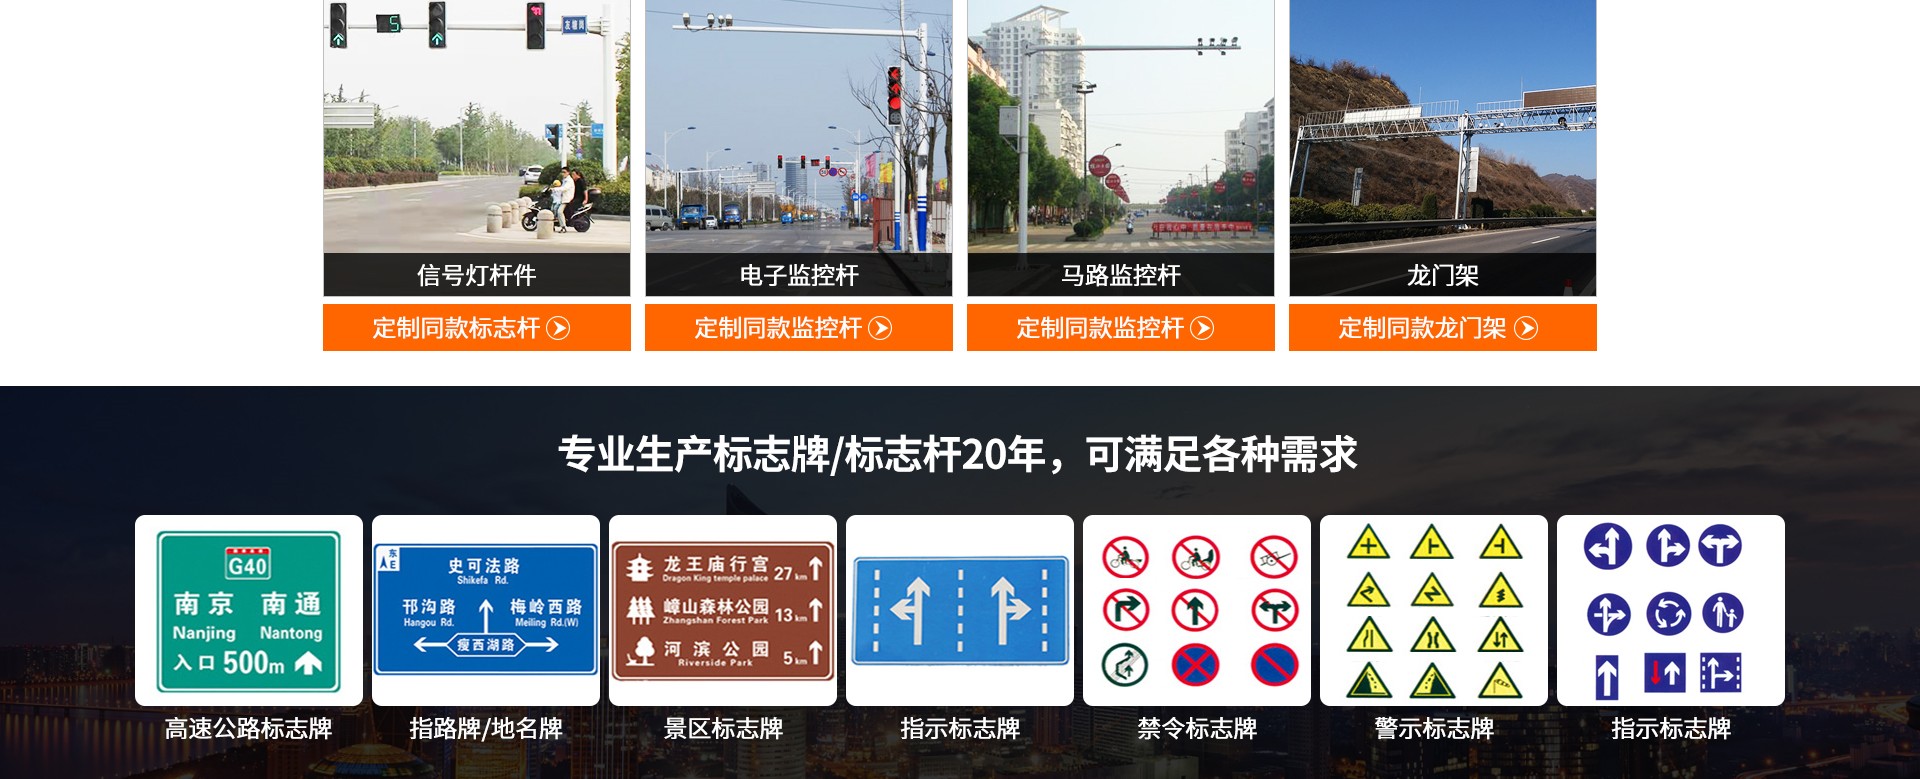 信号灯杆件
电子监控杆
马路监控杆
龙门架
定制同款标志杆
定制同款监控杆
定制同款监控杆
定制同款龙门架
专业生产标志牌/标志杆20年，可满足各种需求
G40
南京 南通
Nanjing Nantong
入口 500m
东
E
史可法路
Shikefa Rd.
邗沟路 梅岭西路
Hangou Rd. Meiling Rd.(W)
瘦西湖路
龙王庙行宫 27km
Dragon King temple palace
嶂山森林公园 13km
Zhangshan Forest Park
河滨公园 5km
Riverside Park
高速公路标志牌
指路牌/地名牌
景区标志牌
指示标志牌
禁令标志牌
警示标志牌
指示标志牌